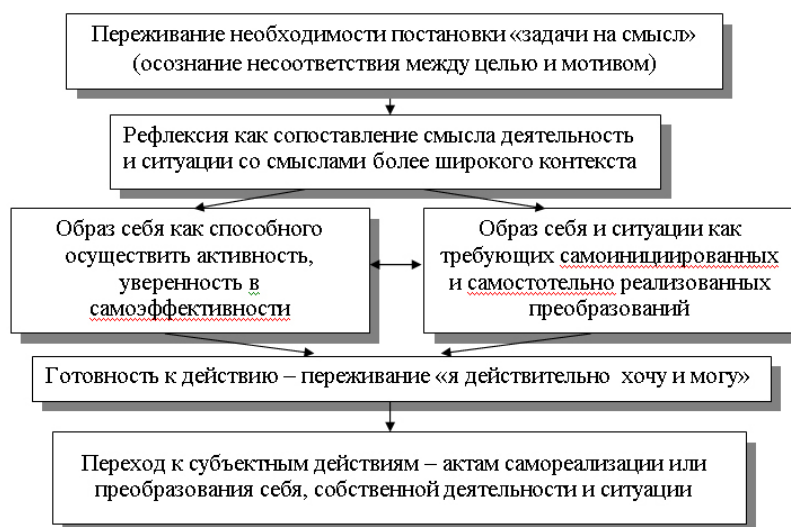 Переживание необходимости постановки «задачи на смысл»
(осознание несоответствия между целью и мотивом)
Рефлексия как сопоставление смысла деятельность
и ситуации со смыслами более широкого контекста
Образ себя как способного
осуществить активность,
уверенность в
самоэффективности
Образ себя и ситуации как
требующих самоинициированных
и самостотельно реализованных
преобразований
Готовность к действию – переживание «я действительно хочу и могу»
Переход к субъектным действиям – актам самореализации или
преобразования себя, собственной деятельности и ситуации